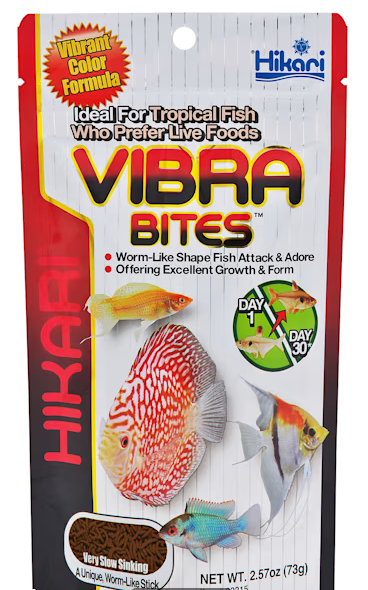 Vibrant
Color
Formula
Hikari
Ideal For Tropical Fish
Who Prefer Live Foods
VIBRA
BITES™
• Worm-Like Shape Fish Attack & Adore
• Offering Excellent Growth & Form
HIKARI
DAY
1
DAY
30*
Very Slow Sinking
A Unique, Worm-Like Stick
NET WT. 2.57oz (73g)